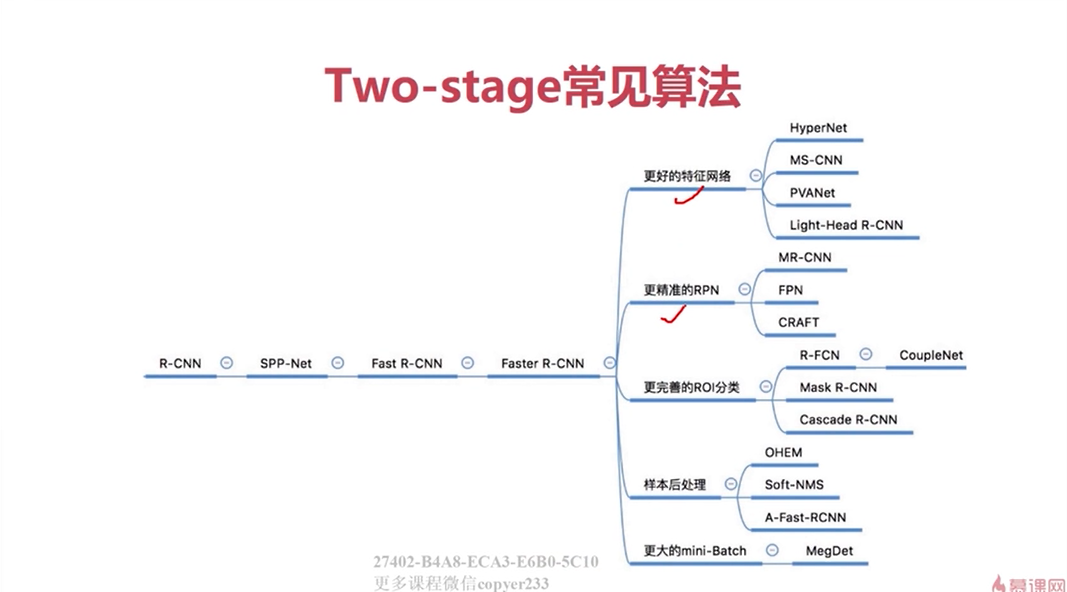 Two-stage常见算法
R-CNN
SPP-Net
Fast R-CNN
Faster R-CNN
更好的特征网络
HyperNet
MS-CNN
PVANet
Light-Head R-CNN
更精准的RPN
MR-CNN
FPN
CRAFT
更完善的ROI分类
R-FCN
CoupleNet
Mask R-CNN
Cascade R-CNN
样本后处理
OHEM
Soft-NMS
A-Fast-RCNN
更大的mini-Batch
MegDet
27402-B4A8-ECA3-E6B0-5C10
更多课程微信copyer233
慕课网